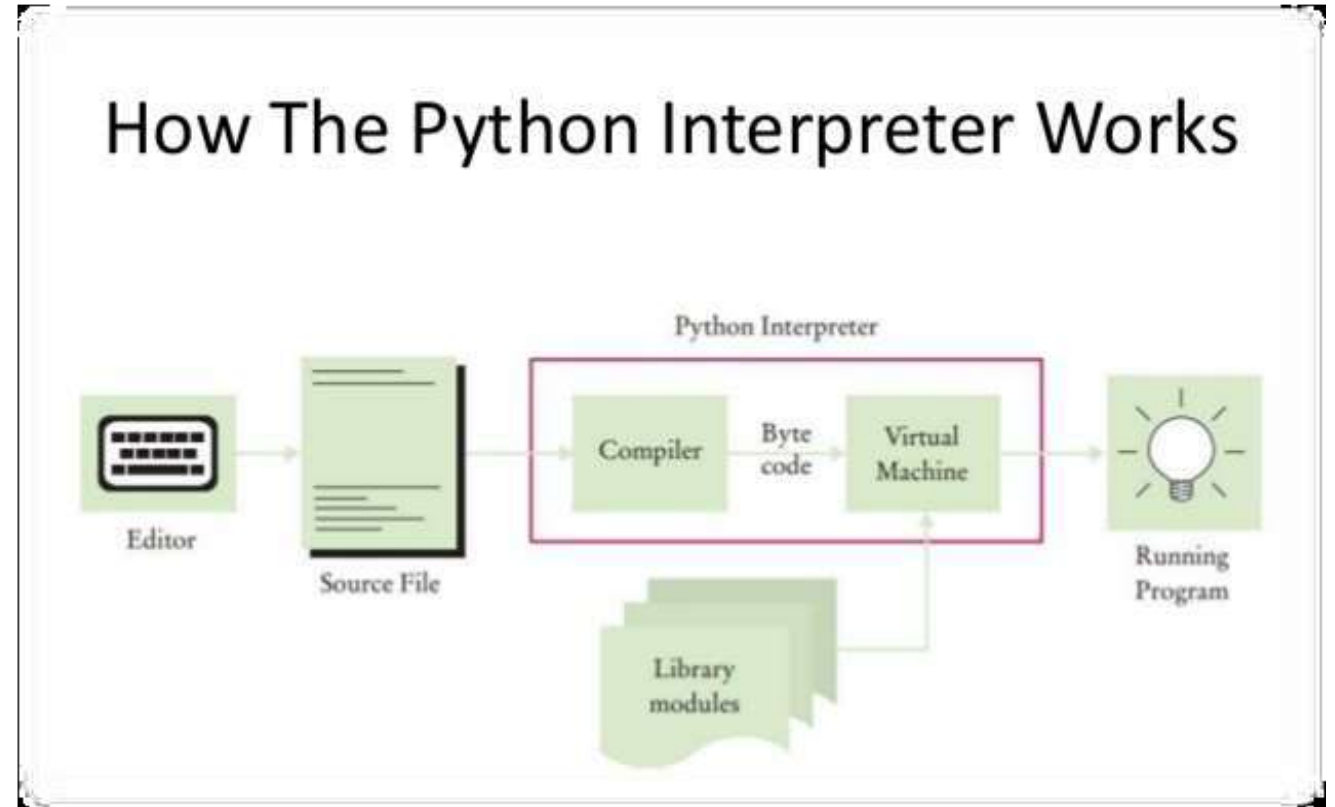 How The Python Interpreter Works
Python Interpreter
Editor
Source File
Compiler
Byte
code
Virtual
Machine
Running
Program
Library
modules